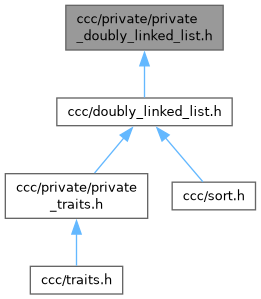 ccc/private/private
_doubly_linked_list.h
ccc/doubly_linked_list.h
ccc/private/private
_traits.h
ccc/sort.h
ccc/traits.h